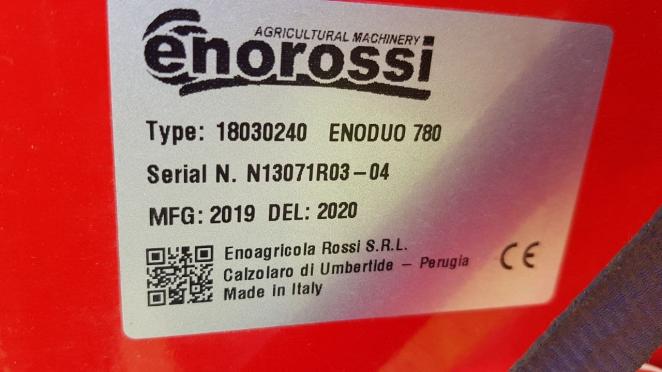 AGRICULTURAL MACHINERY
enorossi
Type: 18030240 ENODUO 780
Serial N. N13071R03-04
MFG: 2019 DEL: 2020
Enoagricola Rossi S.R.L.
Calzolaro di Umbertide - Perugia
Made in Italy
CE